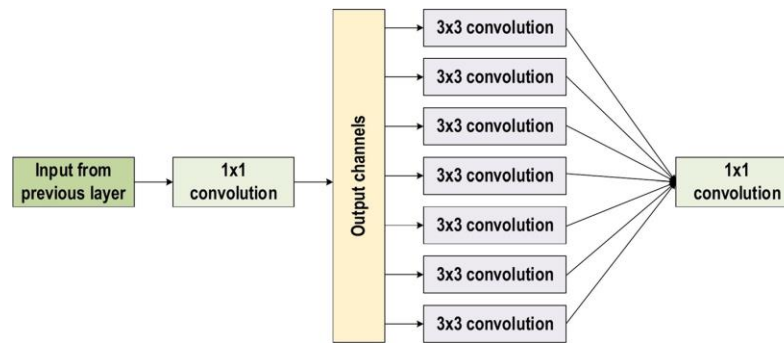 Input from
previous layer
1x1
convolution
Output channels
3x3 convolution
3x3 convolution
3x3 convolution
3x3 convolution
3x3 convolution
3x3 convolution
3x3 convolution
1x1
convolution